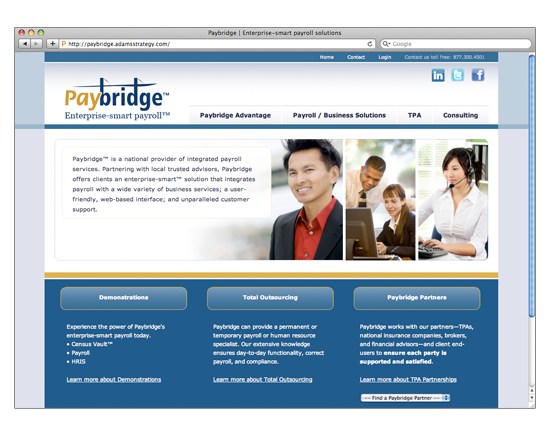 Paybridge | Enterprise-smart payroll solutions
http://paybridge.adamsstrategy.com/
Google
Home Contact Login Contact us toll free: 877.300.4501
Paybridge™
Enterprise-smart payroll™
Paybridge Advantage Payroll / Business Solutions TPA Consulting
Paybridge™ is a national provider of integrated payroll
services. Partnering with local trusted advisors, Paybridge
offers clients an enterprise-smart™ solution that integrates
payroll with a wide variety of business services; a user-
friendly, web-based interface; and unparalleled customer
support.
Demonstrations Total Outsourcing Paybridge Partners
Experience the power of Paybridge's
enterprise-smart payroll today.
• Census Vault™
• Payroll
• HRIS
Learn more about Demonstrations
Paybridge can provide a permanent or
temporary payroll or human resource
specialist. Our extensive knowledge
ensures day-to-day functionality, correct
payroll, and compliance.
Learn more about Total Outsourcing
Paybridge works with our partners—TPAs,
national insurance companies, brokers,
and financial advisors—and client end-
users to ensure each party is
supported and satisfied.
Learn more about TPA Partnerships
-- Find a Paybridge Partner --